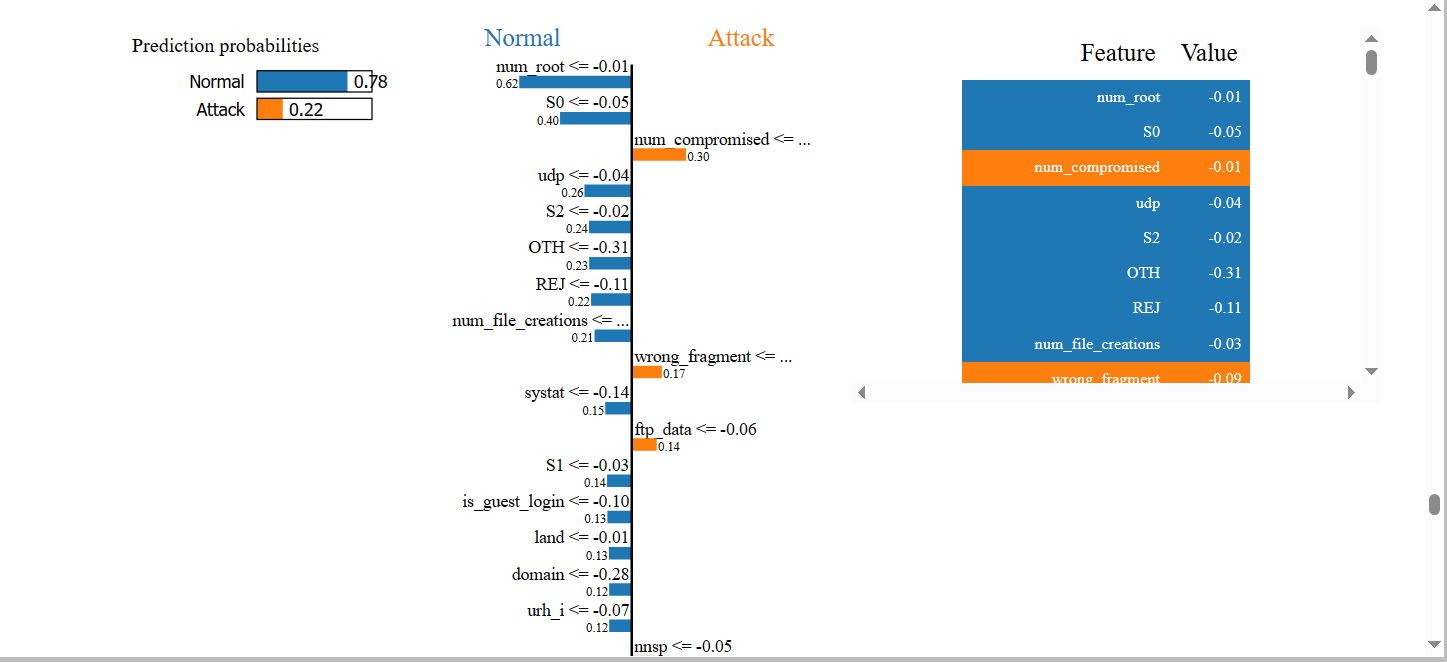 Prediction probabilities
Normal 0.78
Attack 0.22
Normal Attack
num_root <= -0.01
0.62
S0 <= -0.05
0.40
num_compromised <= ...
0.30
udp <= -0.04
0.26
S2 <= -0.02
0.24
OTH <= -0.31
0.23
REJ <= -0.11
0.22
num_file_creations <= ...
0.21
wrong_fragment <= ...
0.17
systat <= -0.14
0.15
ftp_data <= -0.06
0.14
S1 <= -0.03
0.14
is_guest_login <= -0.10
0.13
land <= -0.01
0.13
domain <= -0.28
0.12
urh_i <= -0.07
0.12
nnsp <= -0.05
Feature Value
num_root -0.01
S0 -0.05
num_compromised -0.01
udp -0.04
S2 -0.02
OTH -0.31
REJ -0.11
num_file_creations -0.03
wrong_fragment -0.09